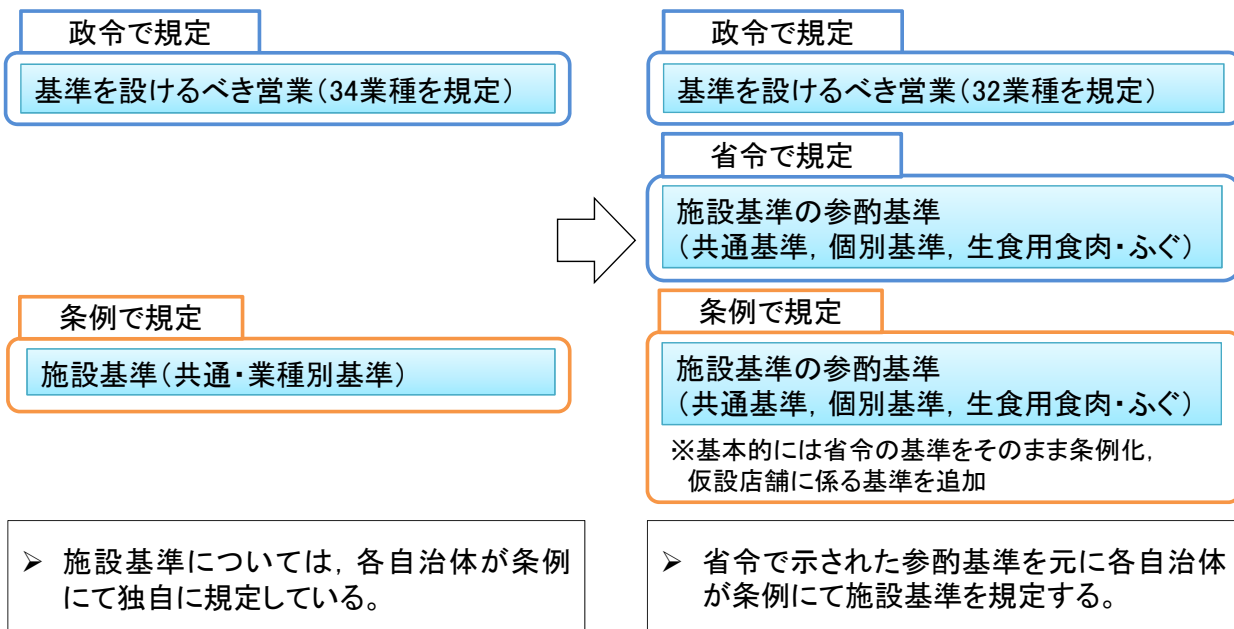 政令で規定
基準を設けるべき営業(34業種を規定)
条例で規定
施設基準(共通・業種別基準)
➢ 施設基準については,各自治体が条例
にて独自に規定している。
政令で規定
基準を設けるべき営業(32業種を規定)
省令で規定
施設基準の参酌基準
(共通基準,個別基準,生食用食肉・ふぐ)
条例で規定
施設基準の参酌基準
(共通基準,個別基準,生食用食肉・ふぐ)
※基本的には省令の基準をそのまま条例化,
仮設店舗に係る基準を追加
➢ 省令で示された参酌基準を元に各自治体
が条例にて施設基準を規定する。